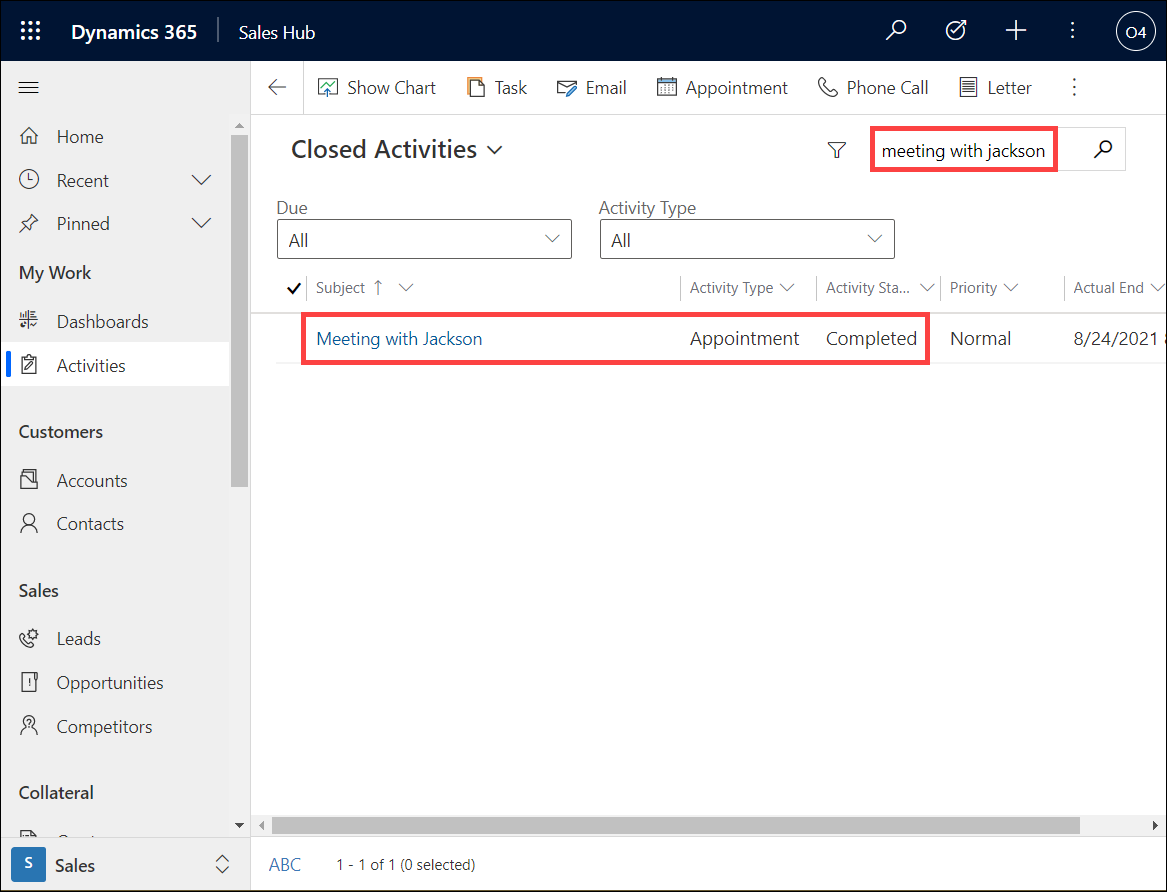 Dynamics 365 Sales Hub O4
Show Chart Task Email Appointment Phone Call Letter
Home
Recent
Pinned
My Work
Dashboards
Activities
Customers
Accounts
Contacts
Sales
Leads
Opportunities
Competitors
Collateral
S Sales
Closed Activities meeting with jackson
Due Activity Type
All All
Subject Activity Type Activity Sta... Priority Actual End
Meeting with Jackson Appointment Completed Normal 8/24/2021
ABC 1 - 1 of 1 (0 selected)